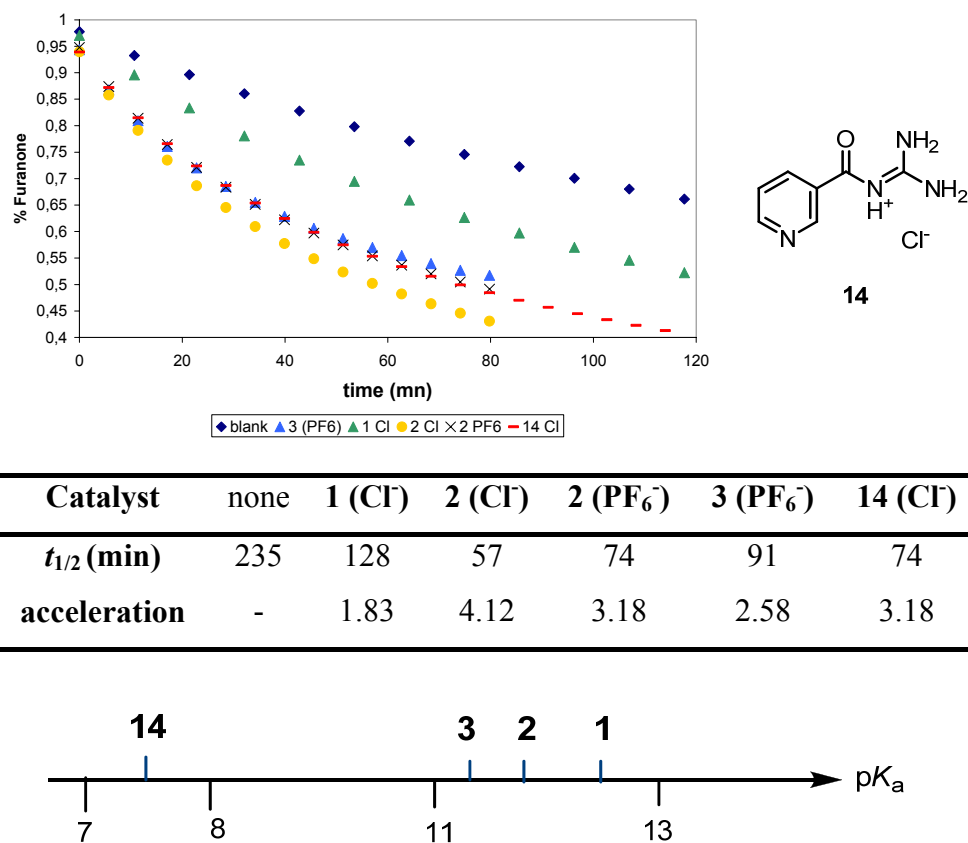 1
0,95
0,9
0,85
0,8
0,75
0,7
0,65
0,6
0,55
0,5
0,45
0,4
% Furanone
0 20 40 60 80 100 120
time (mn)
blank 3 (PF6) 1 Cl 2 Cl 2 PF6 14 Cl
O NH₂
N NH₂
H⁺
N Cl⁻
14
Catalyst none 1 (Cl⁻) 2 (Cl⁻) 2 (PF₆⁻) 3 (PF₆⁻) 14 (Cl⁻)
t₁/₂ (min) 235 128 57 74 91 74
acceleration - 1.83 4.12 3.18 2.58 3.18
14 3 2 1
pKₐ
7 8 11 13